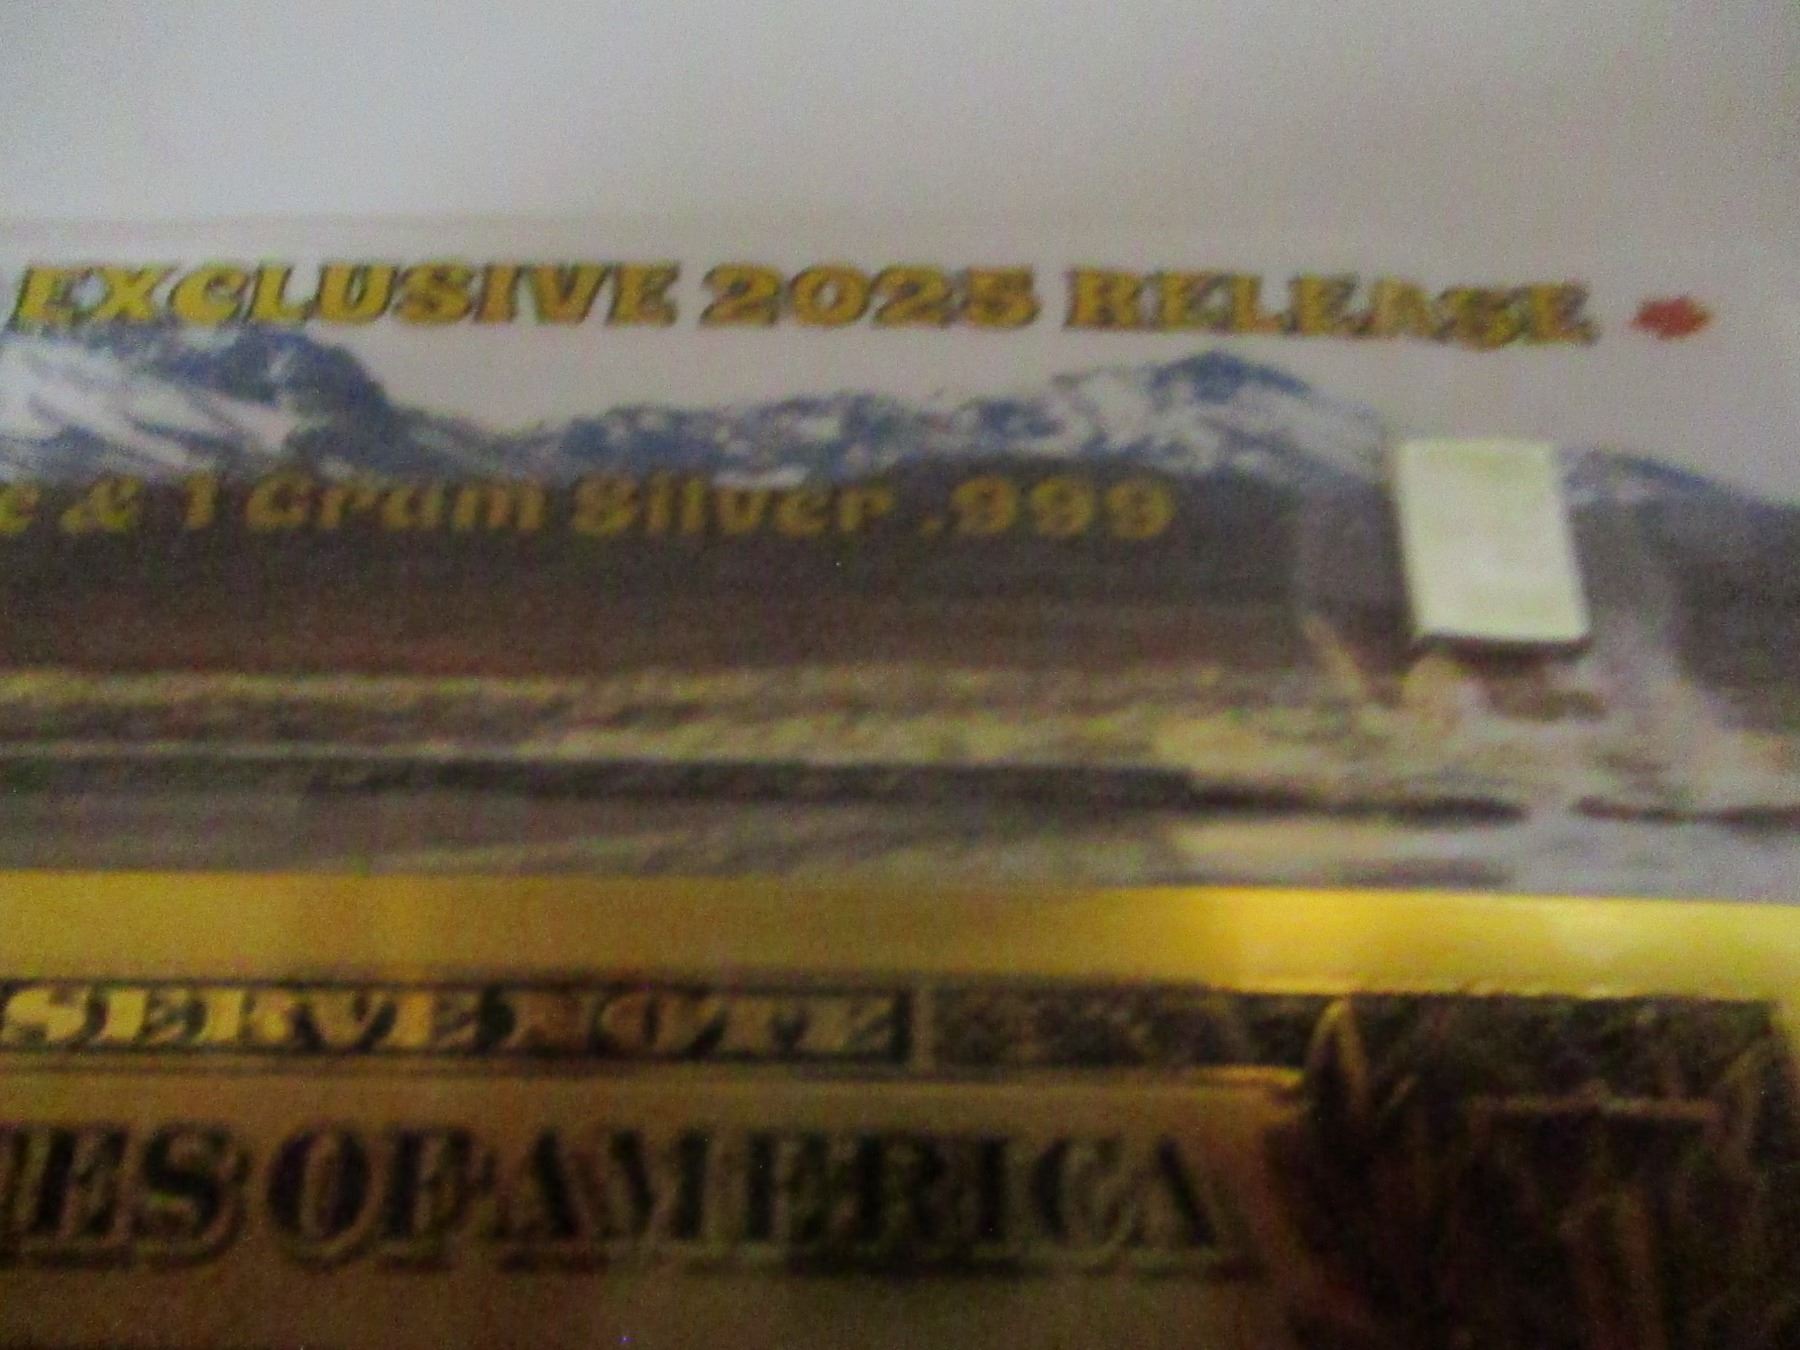 EXCLUSIVE 2025 RELEASE
& 1 Gram Silver .999
SERVE NOTE
ES OF AMERICA